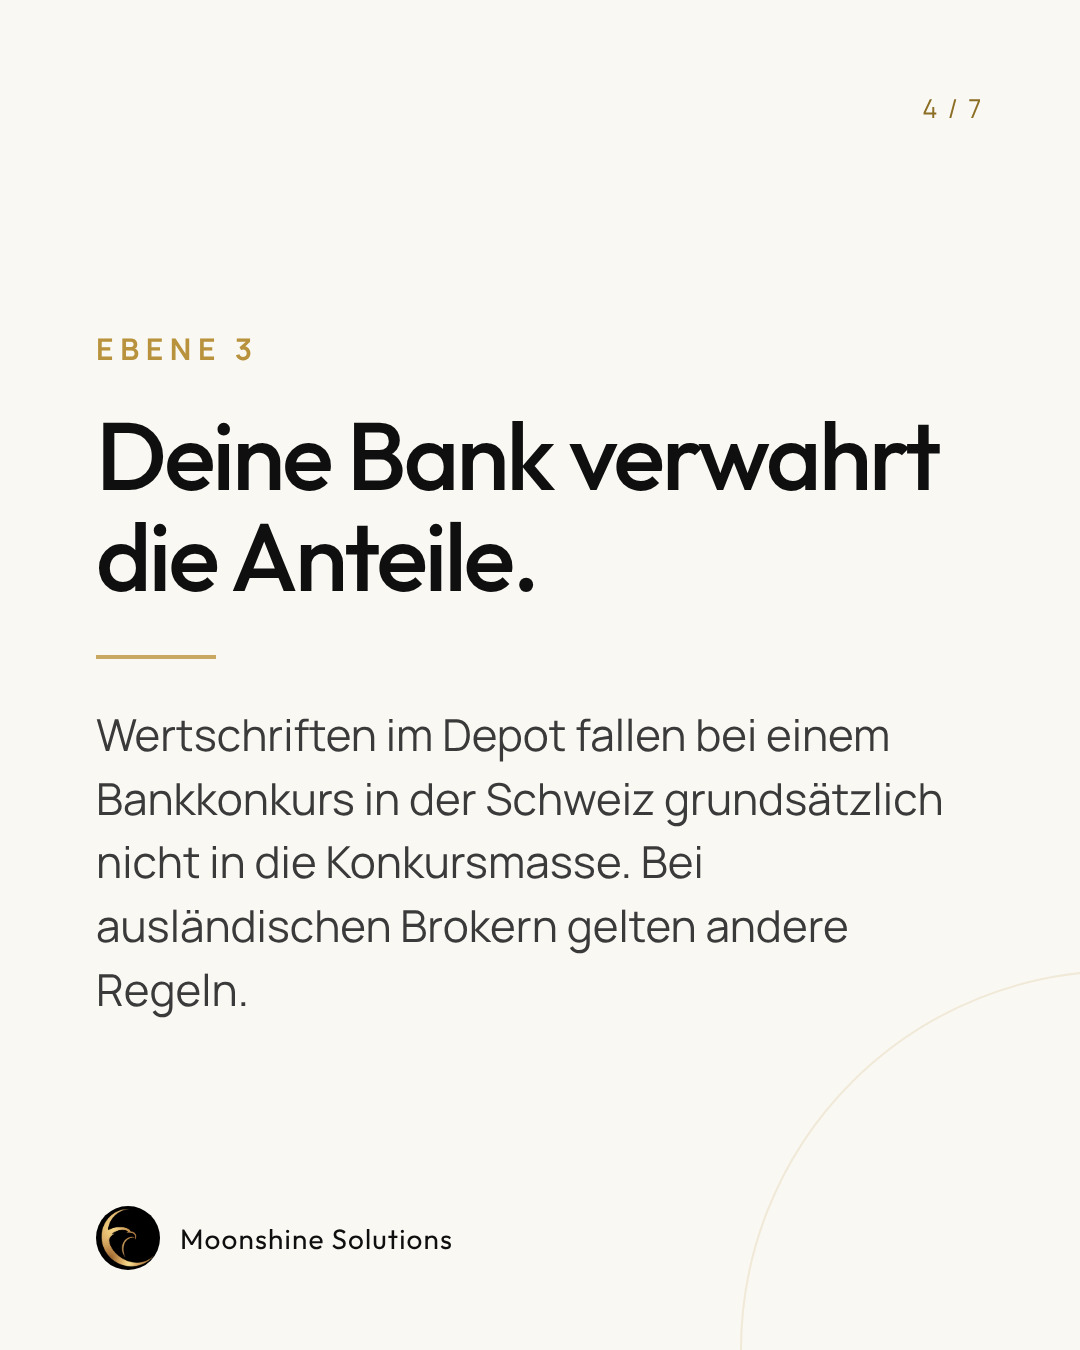 4 / 7
EBENE 3
Deine Bank verwahrt
die Anteile.
Wertschriften im Depot fallen bei einem
Bankkonkurs in der Schweiz grundsätzlich
nicht in die Konkursmasse. Bei
ausländischen Brokern gelten andere
Regeln.
Moonshine Solutions